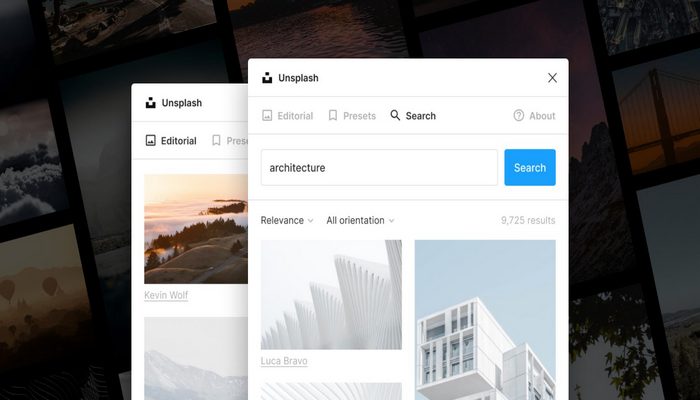 Unsplash
Editorial
Prese
Kevin Wolf
Unsplash
Editorial Presets Search About
architecture Search
Relevance All orientation 9,725 results
Luca Bravo